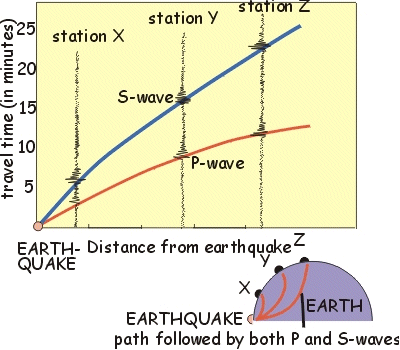 station Z
station Y
station X
25
20
15
10
5
travel time (in minutes)
S-wave
P-wave
EARTH-
QUAKE
Distance from earthquake
Z
Y
X
EARTH
EARTHQUAKE
path followed by both P and S-waves